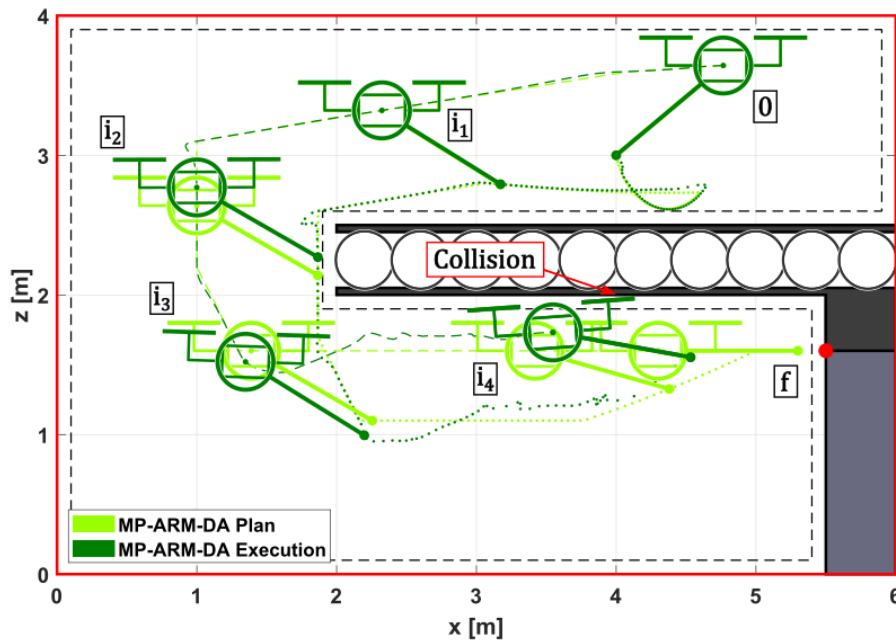 4
0
i₁
3
i₂
Collision
z [m]
2
i₃
i₄
f
1
MP-ARM-DA Plan
MP-ARM-DA Execution
0
0 1 2 3 4 5 6
x [m]